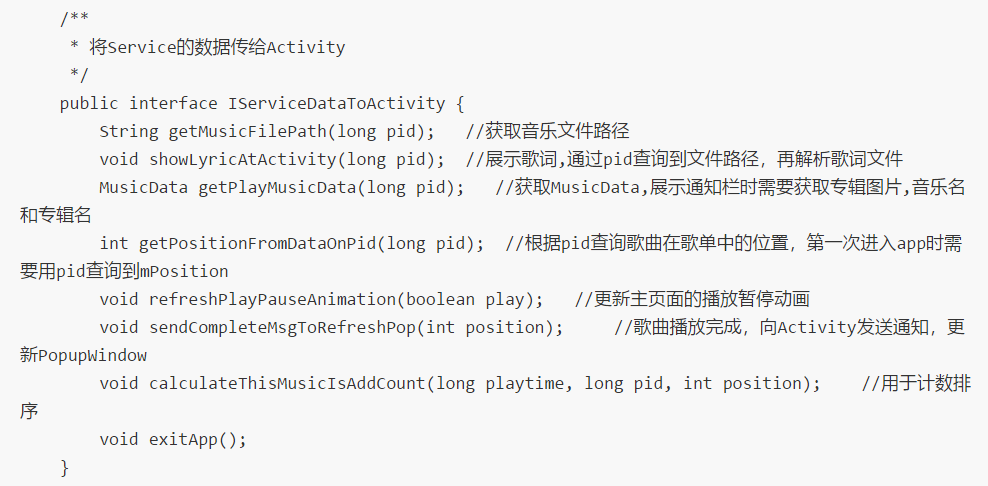 /**
 * 将Service的数据传给Activity
 */
public interface IServiceDataToActivity {
    String getMusicFilePath(long pid);   //获取音乐文件路径
    void showLyricAtActivity(long pid);  //展示歌词,通过pid查询到文件路径，再解析歌词文件
    MusicData getPlayMusicData(long pid);   //获取MusicData,展示通知栏时需要获取专辑图片,音乐名
和专辑名
    int getPositionFromDataOnPid(long pid);  //根据pid查询歌曲在歌单中的位置，第一次进入app时需
要用pid查询到mPosition
    void refreshPlayPauseAnimation(boolean play);   //更新主页面的播放暂停动画
    void sendCompleteMsgToRefreshPop(int position);     //歌曲播放完成，向Activity发送通知，更
新PopupWindow
    void calculateThisMusicIsAddCount(long playtime, long pid, int position);    //用于计数排
序
    void exitApp();
}